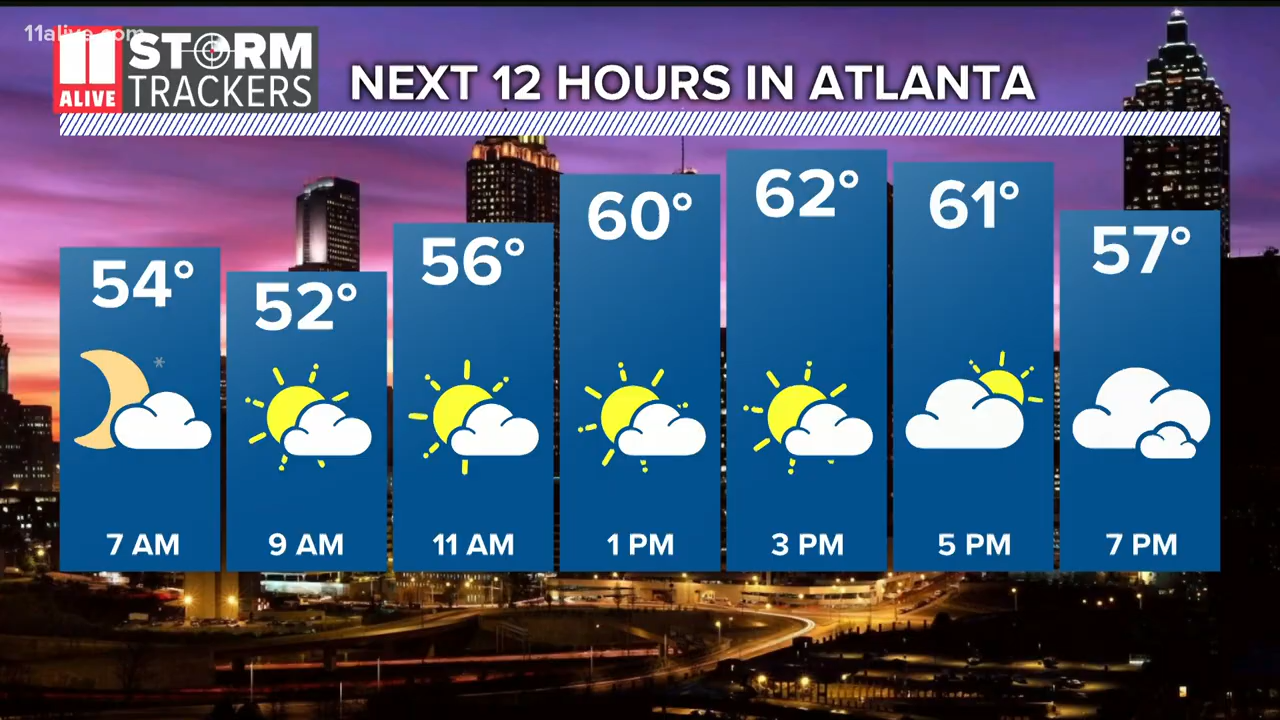 11alive.com
11
ALIVE
STORM
TRACKERS
NEXT 12 HOURS IN ATLANTA
54°
52°
56°
60°
62°
61°
57°
7 AM
9 AM
11 AM
1 PM
3 PM
5 PM
7 PM